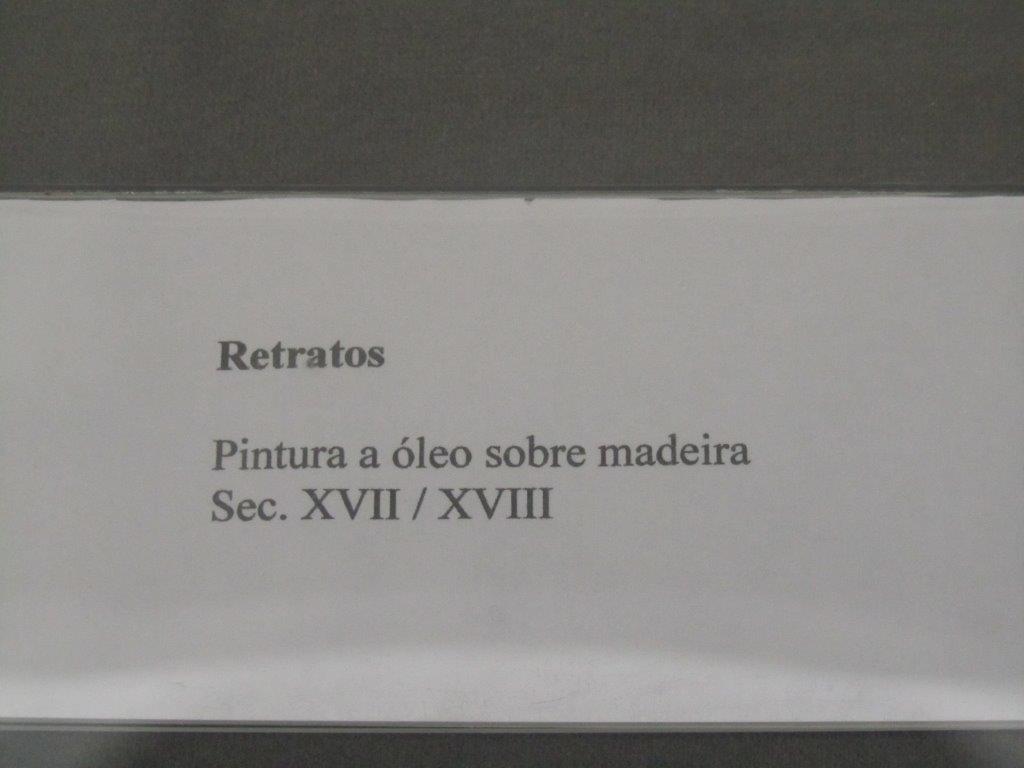 Retratos
Pintura a óleo sobre madeira
Sec. XVII / XVIII